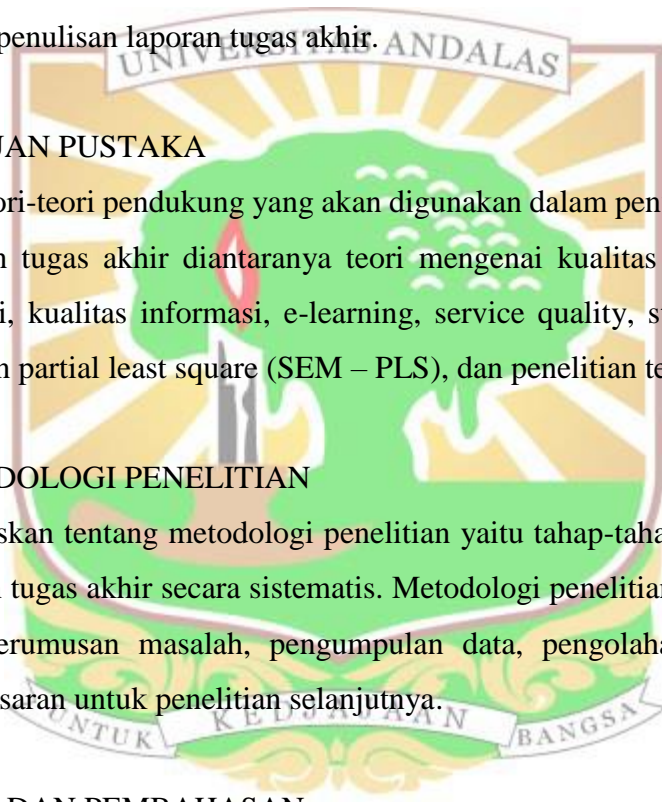 penulisan laporan tugas akhir.
UNIVERSITAS ANDALAS
UAN PUSTAKA
ori-teori pendukung yang akan digunakan dalam pen
n tugas akhir diantaranya teori mengenai kualitas
i, kualitas informasi, e-learning, service quality, s
n partial least square (SEM – PLS), dan penelitian te
DOLOGI PENELITIAN
skan tentang metodologi penelitian yaitu tahap-taha
n tugas akhir secara sistematis. Metodologi penelitian
erumusan masalah, pengumpulan data, pengolaha
saran untuk penelitian selanjutnya.
UNTUK KEDJAJAAN BANGSA
DAN PEMBAHASAN